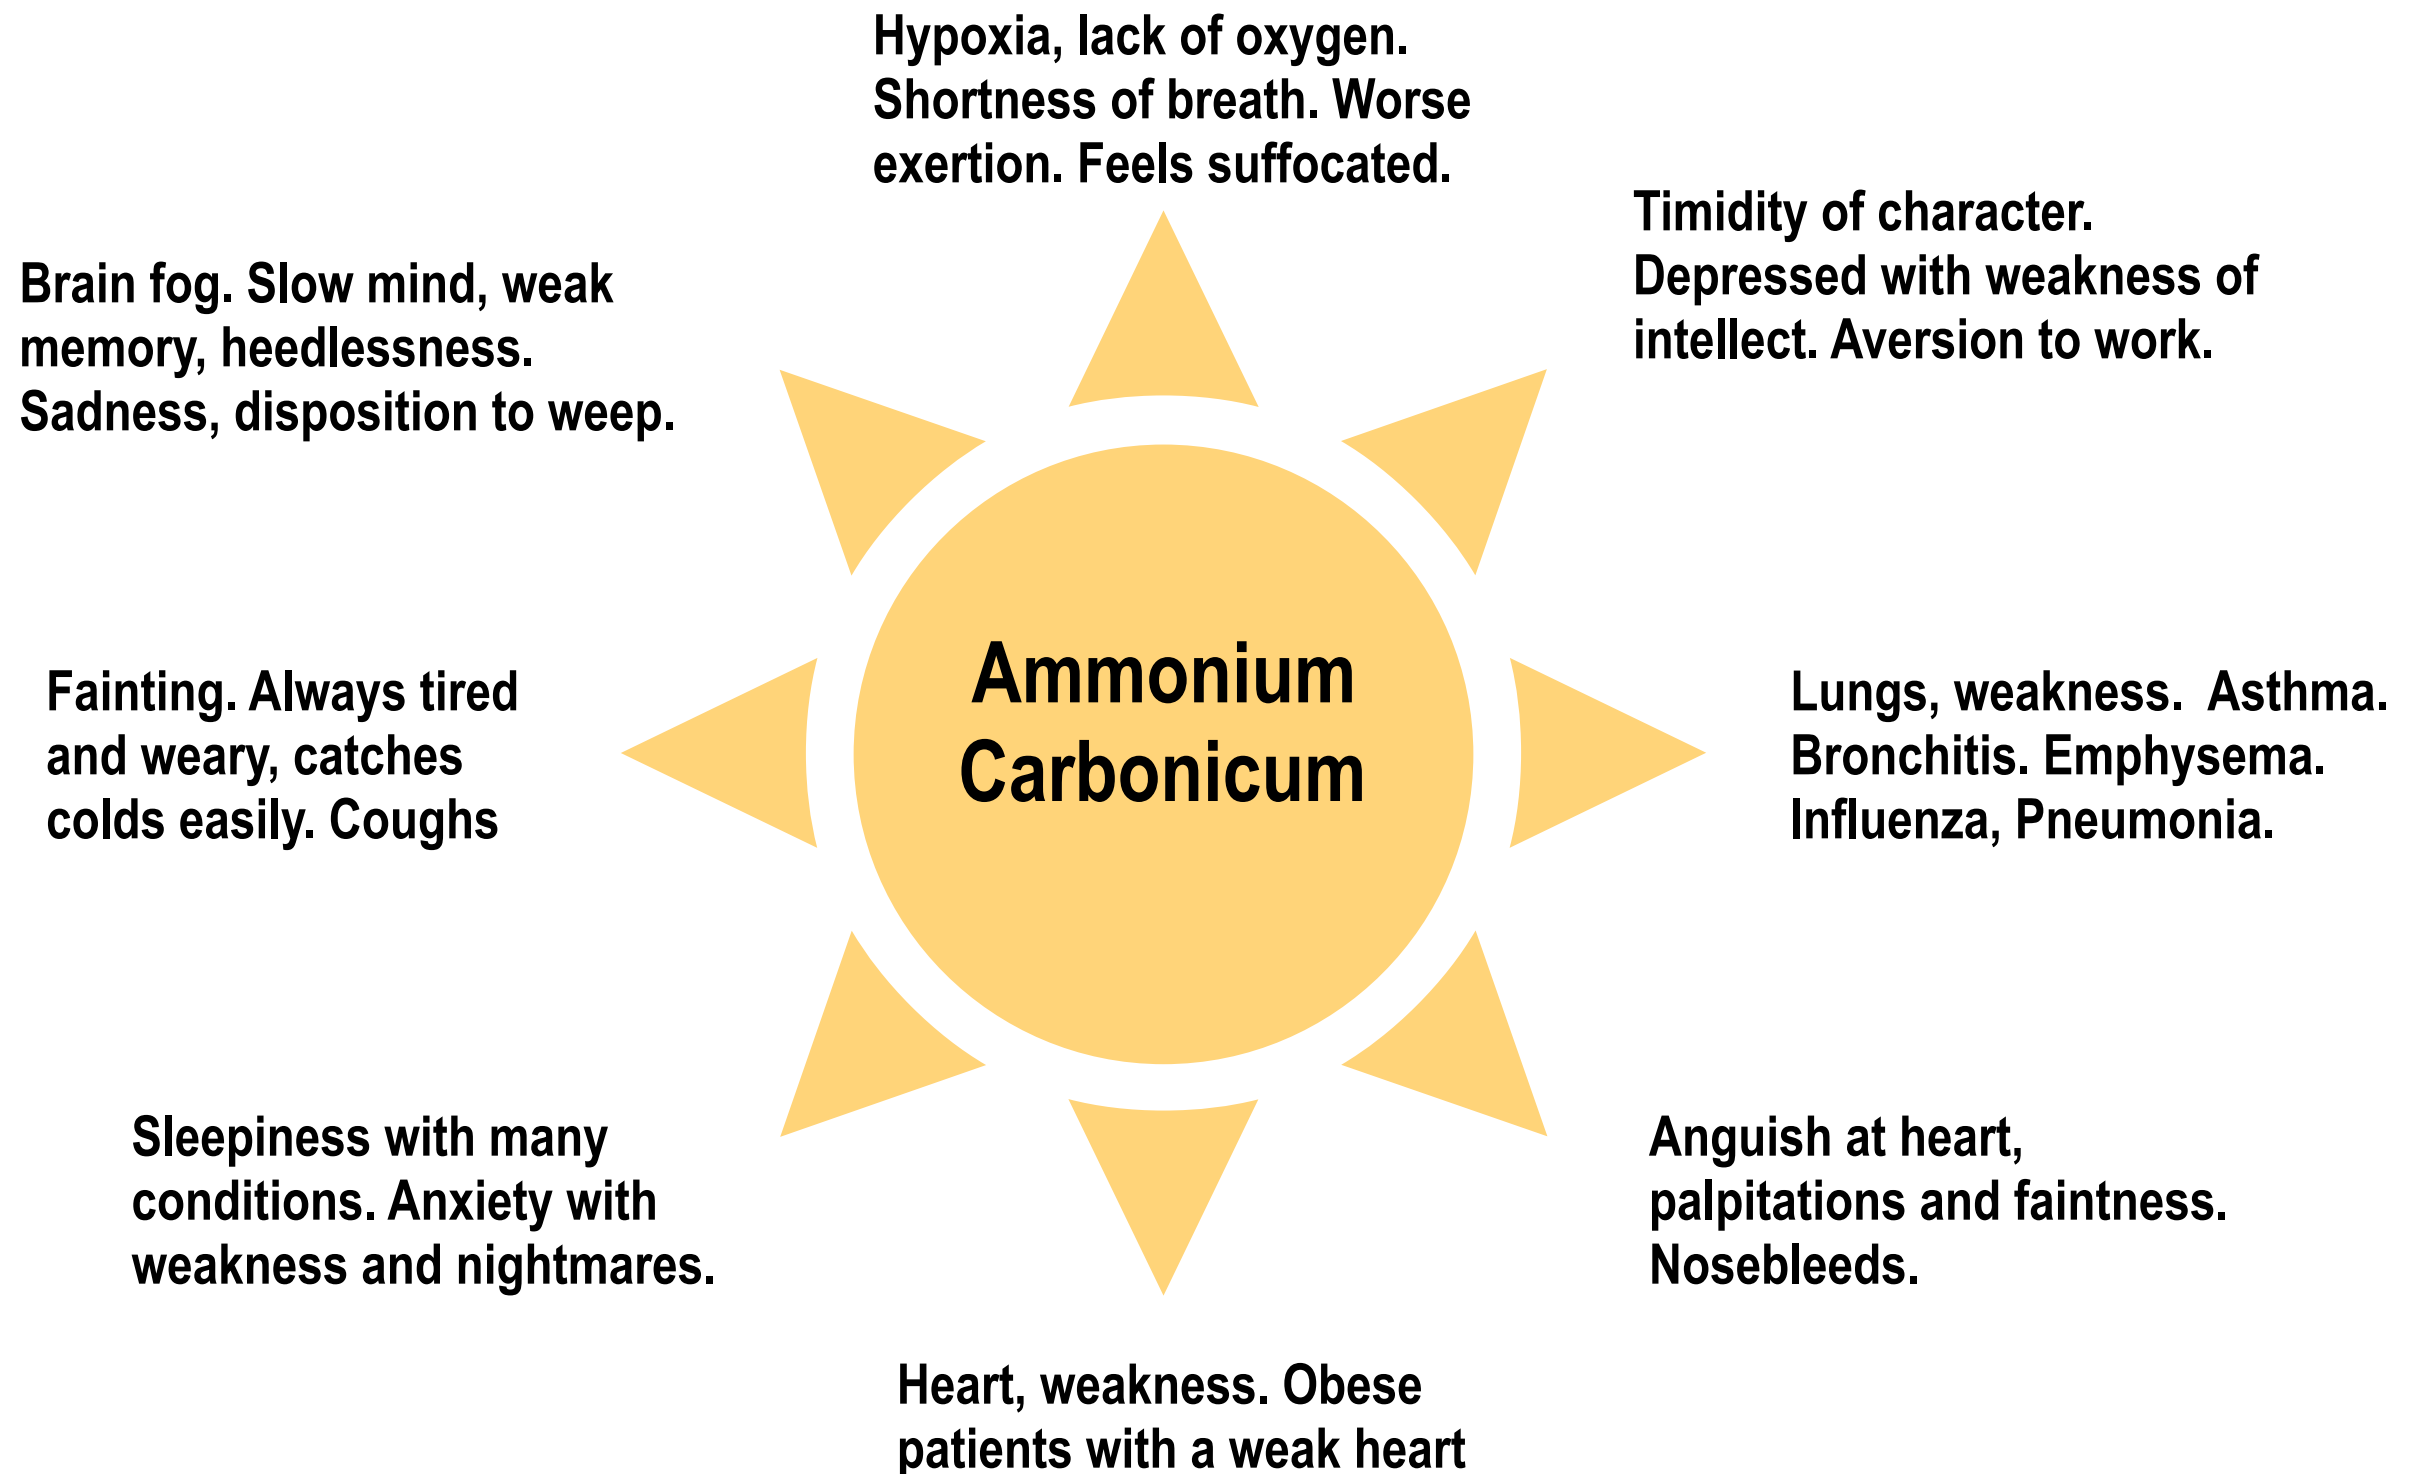 Hypoxia, lack of oxygen.
Shortness of breath. Worse
exertion. Feels suffocated.
Timidity of character.
Depressed with weakness of
intellect. Aversion to work.
Brain fog. Slow mind, weak
memory, heedlessness.
Sadness, disposition to weep.
Ammonium
Carbonicum
Fainting. Always tired
and weary, catches
colds easily. Coughs
Lungs, weakness.  Asthma.
Bronchitis. Emphysema.
Influenza, Pneumonia.
Sleepiness with many
conditions. Anxiety with
weakness and nightmares.
Anguish at heart,
palpitations and faintness.
Nosebleeds.
Heart, weakness. Obese
patients with a weak heart